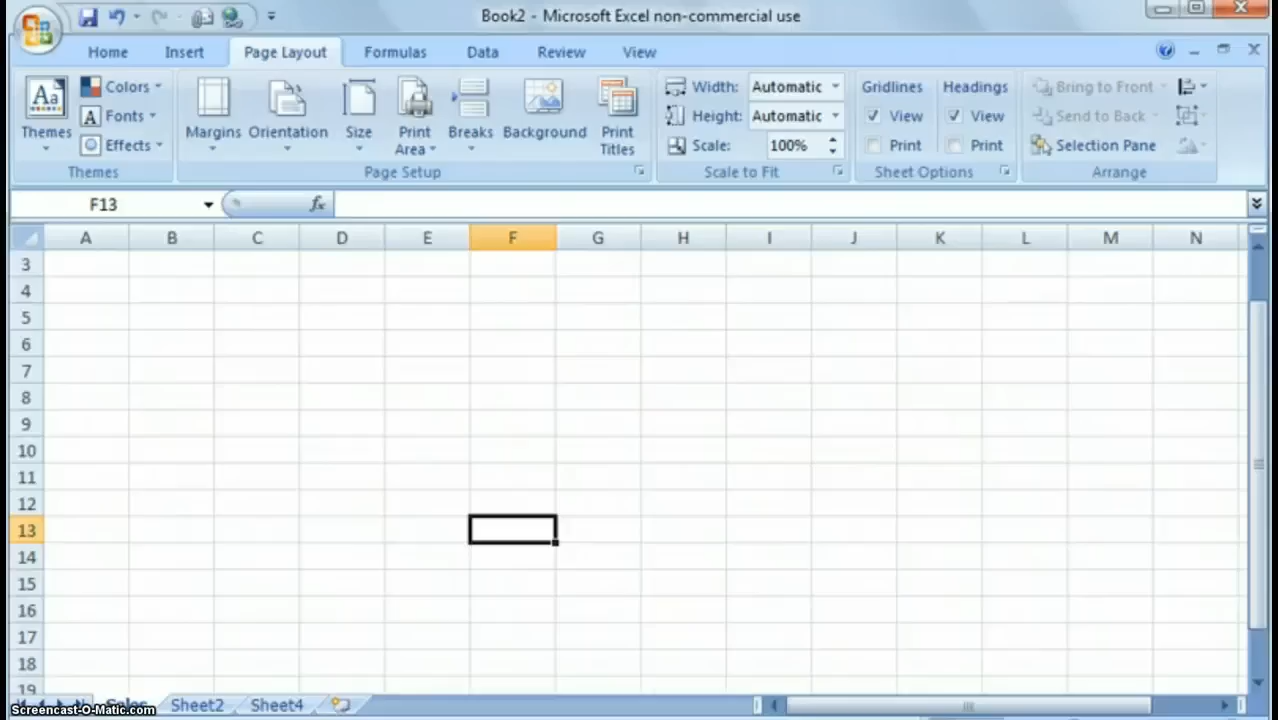 Book2 - Microsoft Excel non-commercial use
Home Insert Page Layout Formulas Data Review View
Aa Colors Width: Automatic Gridlines Headings Bring to Front
A Fonts Height: Automatic View View Send to Back
Themes Effects Margins Orientation Size Print Area Breaks Background Print Titles Scale: 100% Print Print Selection Pane
Themes Page Setup Scale to Fit Sheet Options Arrange
F13 fx
A B C D E F G H I J K L M N
3
4
5
6
7
8
9
10
11
12
13
14
15
16
17
18
19
Sales Sheet2 Sheet4
Screencast-O-Matic.com